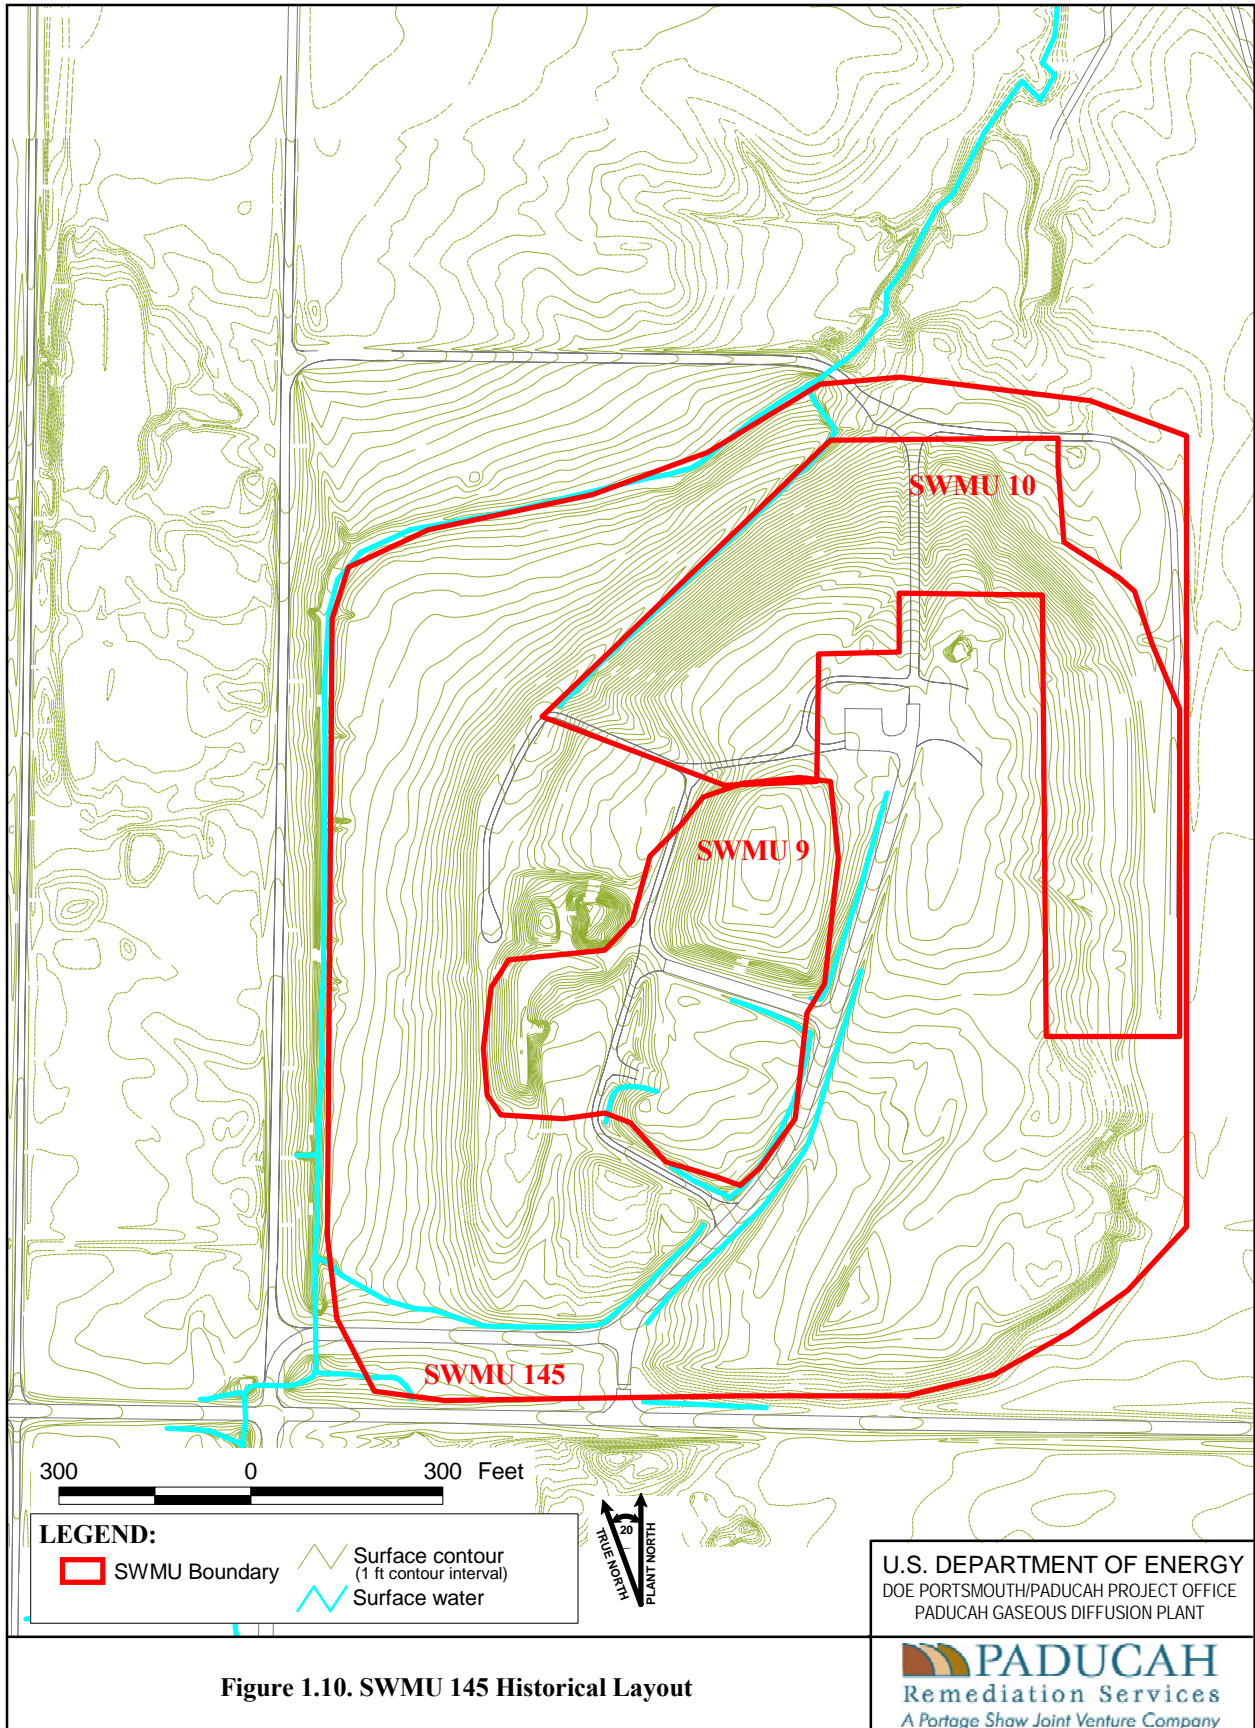 SWMU 10
SWMU 9
SWMU 145
300 0 300 Feet
LEGEND:
SWMU Boundary
Surface contour
(1 ft contour interval)
Surface water
20
TRUE NORTH
PLANT NORTH
U.S. DEPARTMENT OF ENERGY
DOE PORTSMOUTH/PADUCAH PROJECT OFFICE
PADUCAH GASEOUS DIFFUSION PLANT
Figure 1.10. SWMU 145 Historical Layout
PADUCAH
Remediation Services
A Portage Shaw Joint Venture Company